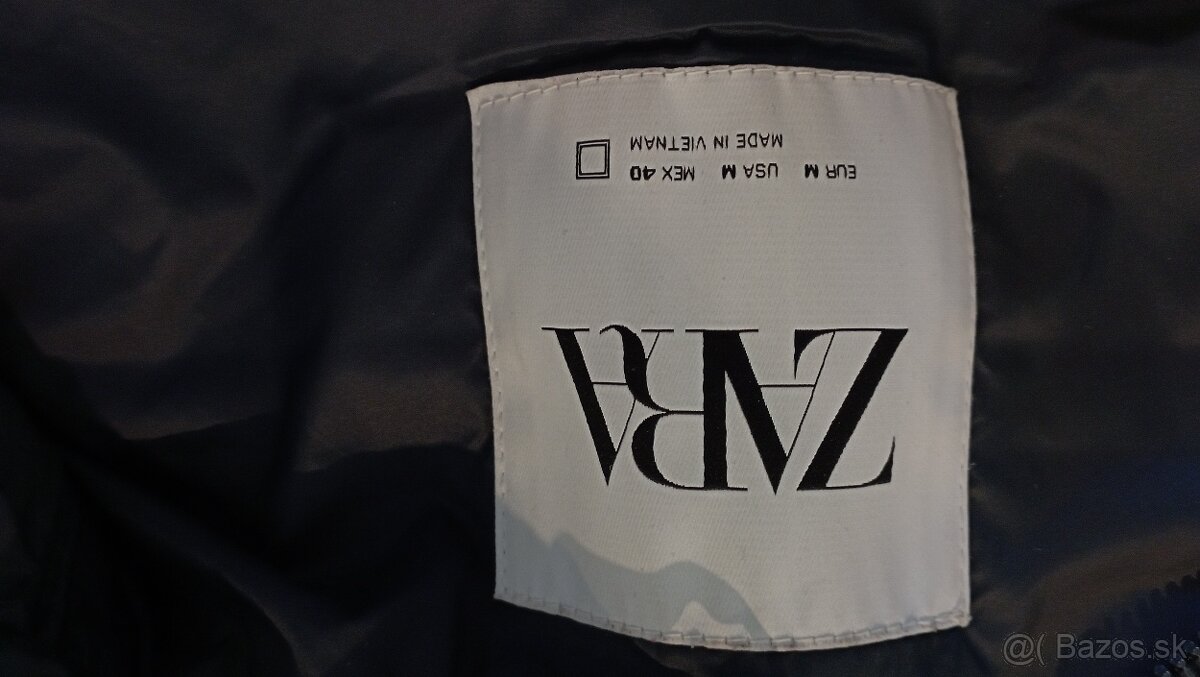 ZARA
EUR M USA M MEX 40
MADE IN VIETNAM
@( Bazos.sk